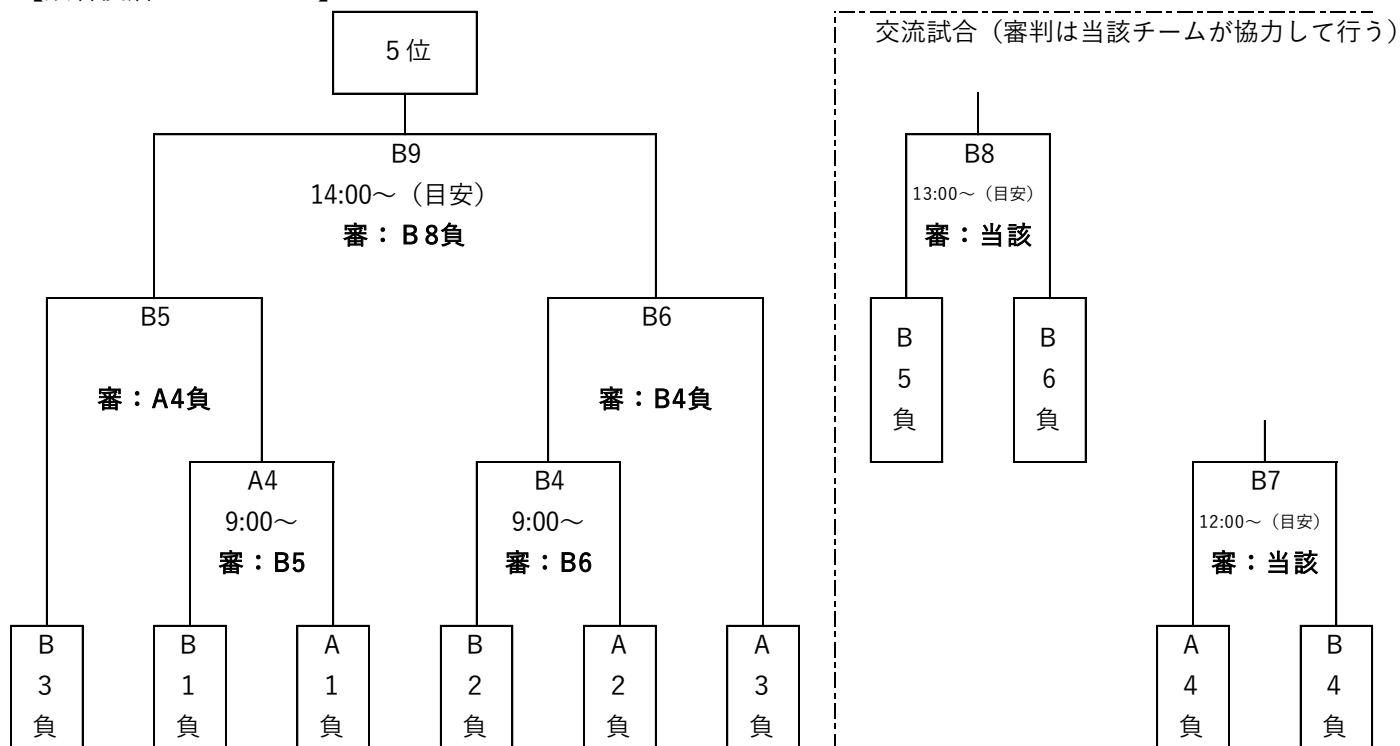 5位
交流試合（審判は当該チームが協力して行う）
B9
14:00～（目安）
審：B8負
B8
13:00～（目安）
審：当該
B5
審：A4負
B6
審：B4負
B
5
負
B
6
負
A4
9:00～
審：B5
B4
9:00～
審：B6
B7
12:00～（目安）
審：当該
B
3
負
B
1
負
A
1
負
B
2
負
A
2
負
A
3
負
A
4
負
B
4
負